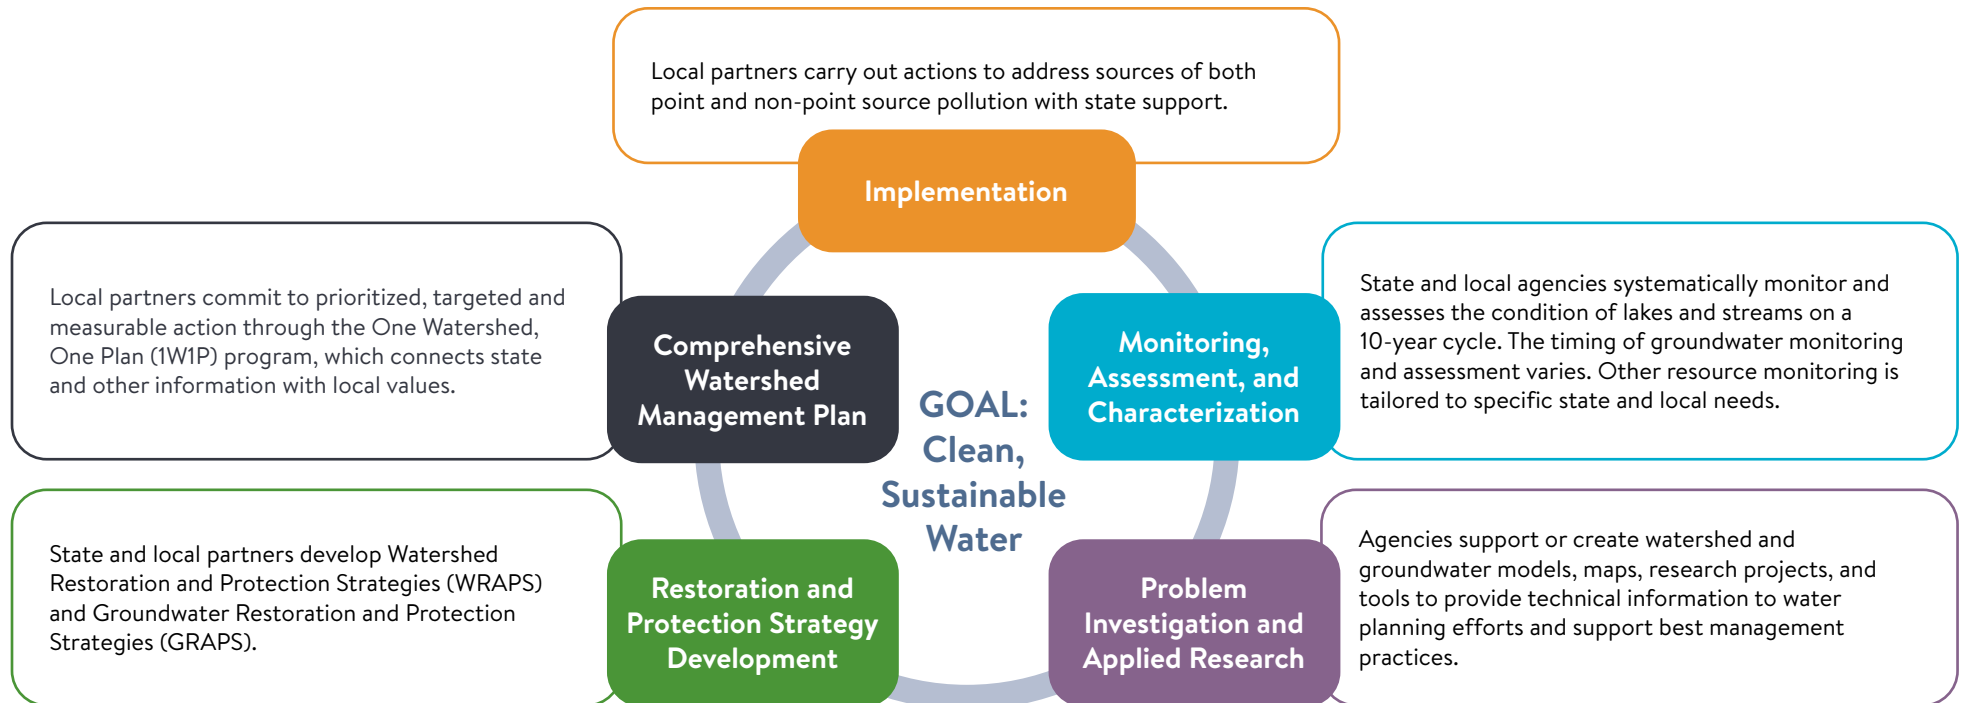 Local partners carry out actions to address sources of both
point and non-point source pollution with state support.
Implementation
Local partners commit to prioritized, targeted and
measurable action through the One Watershed,
One Plan (1W1P) program, which connects state
and other information with local values.
Comprehensive
Watershed
Management Plan
GOAL:
Clean,
Sustainable
Water
Monitoring,
Assessment, and
Characterization
State and local agencies systematically monitor and
assesses the condition of lakes and streams on a
10-year cycle. The timing of groundwater monitoring
and assessment varies. Other resource monitoring is
tailored to specific state and local needs.
State and local partners develop Watershed
Restoration and Protection Strategies (WRAPS)
and Groundwater Restoration and Protection
Strategies (GRAPS).
Restoration and
Protection Strategy
Development
Problem
Investigation and
Applied Research
Agencies support or create watershed and
groundwater models, maps, research projects, and
tools to provide technical information to water
planning efforts and support best management
practices.